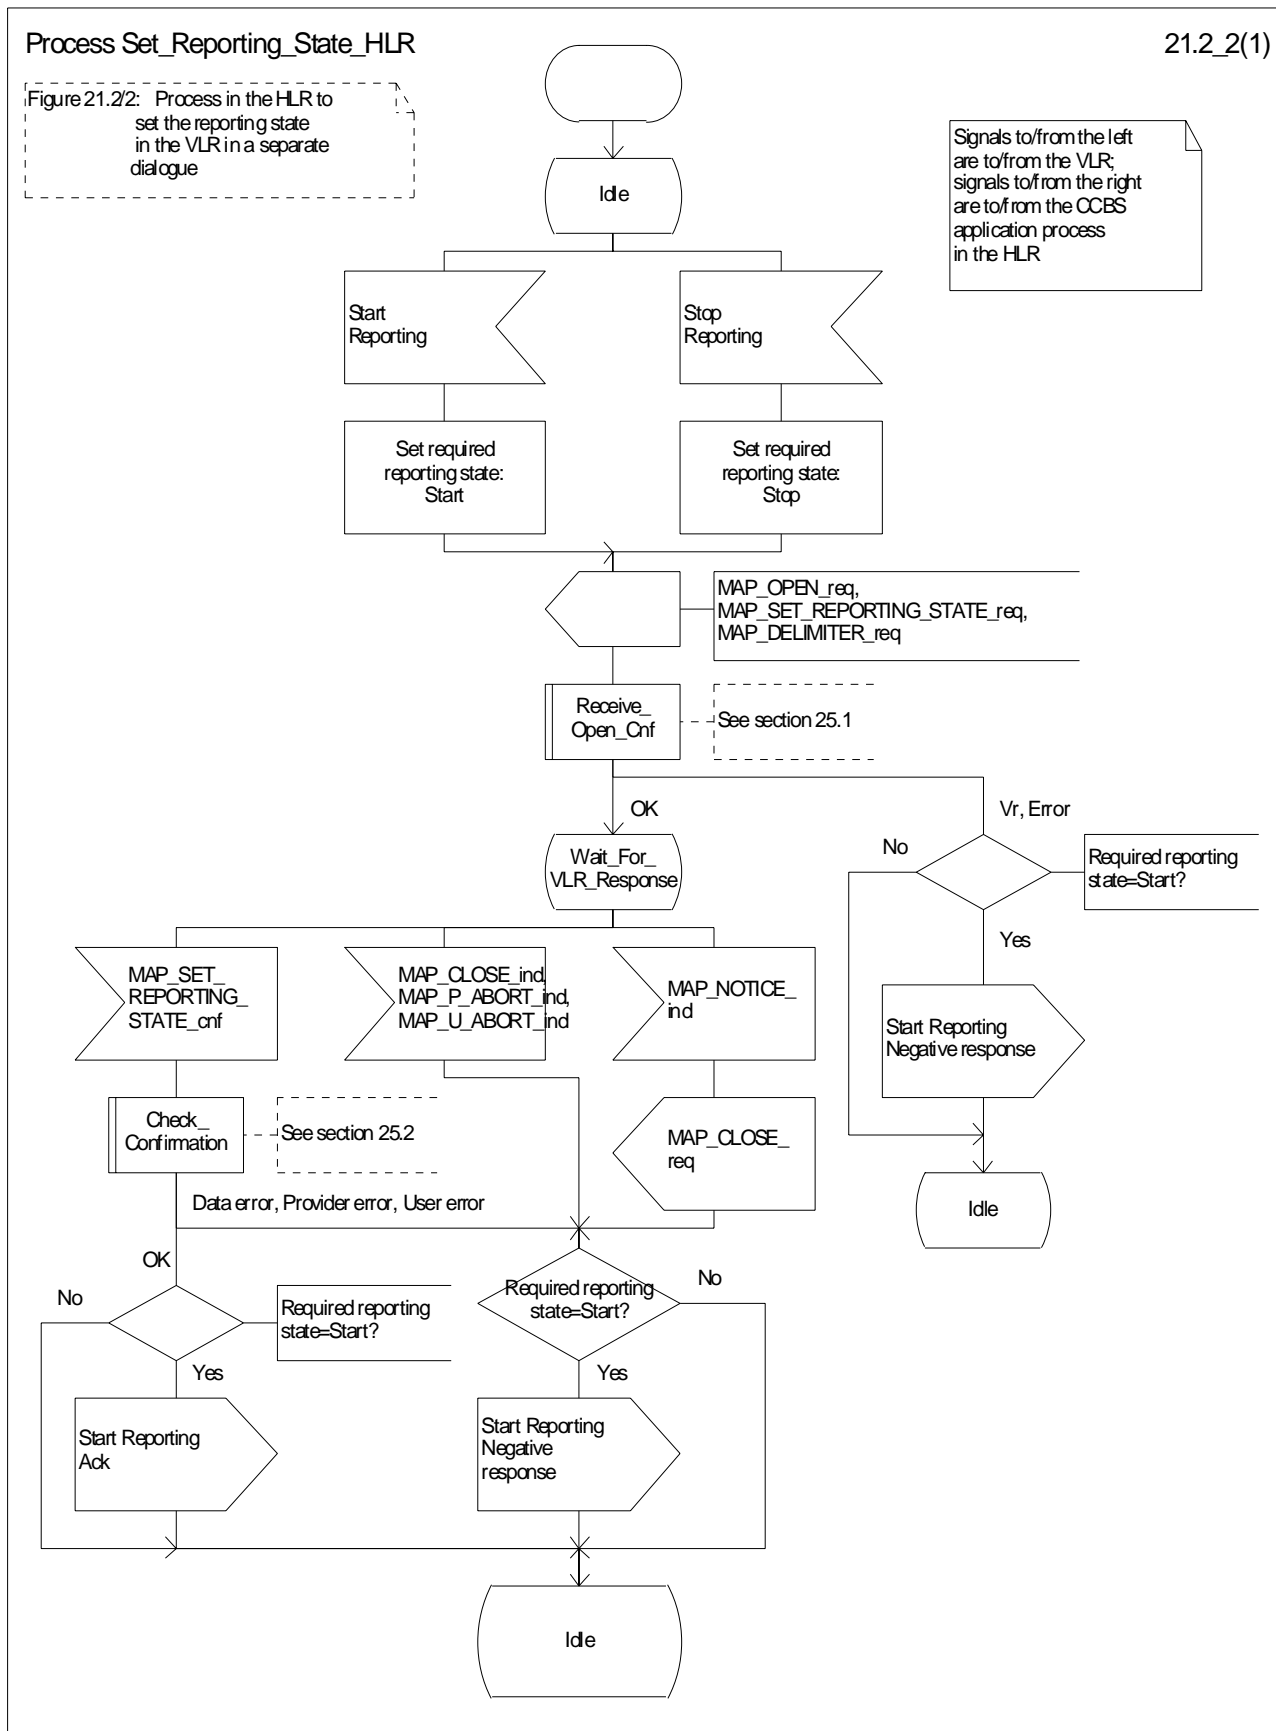 Process Set_Reporting_State_HLR
21.2_2(1)
Figure 21.2/2: Process in the HLR to
set the reporting state
in the VLR in a separate
dialogue
Signals to/from the left
are to/from the VLR;
signals to/from the right
are to/from the CCBS
application process
in the HLR
Idle
Start
Reporting
Stop
Reporting
Set required
reporting state:
Start
Set required
reporting state:
Stop
MAP_OPEN_req,
MAP_SET_REPORTING_STATE_req,
MAP_DELIMITER_req
Receive_
Open_Cnf
See section 25.1
OK
Vr, Error
Wait_For_
VLR_Response
No
Required reporting
state=Start?
Yes
MAP_SET_
REPORTING_
STATE_cnf
MAP_CLOSE_ind,
MAP_P_ABORT_ind,
MAP_U_ABORT_ind
MAP_NOTICE_
ind
Start Reporting
Negative response
Check_
Confirmation
See section 25.2
MAP_CLOSE_
req
Data error, Provider error, User error
Idle
OK
No
Required reporting
state=Start?
Required reporting
state=Start?
No
Yes
Yes
Start Reporting
Ack
Start Reporting
Negative
response
Idle